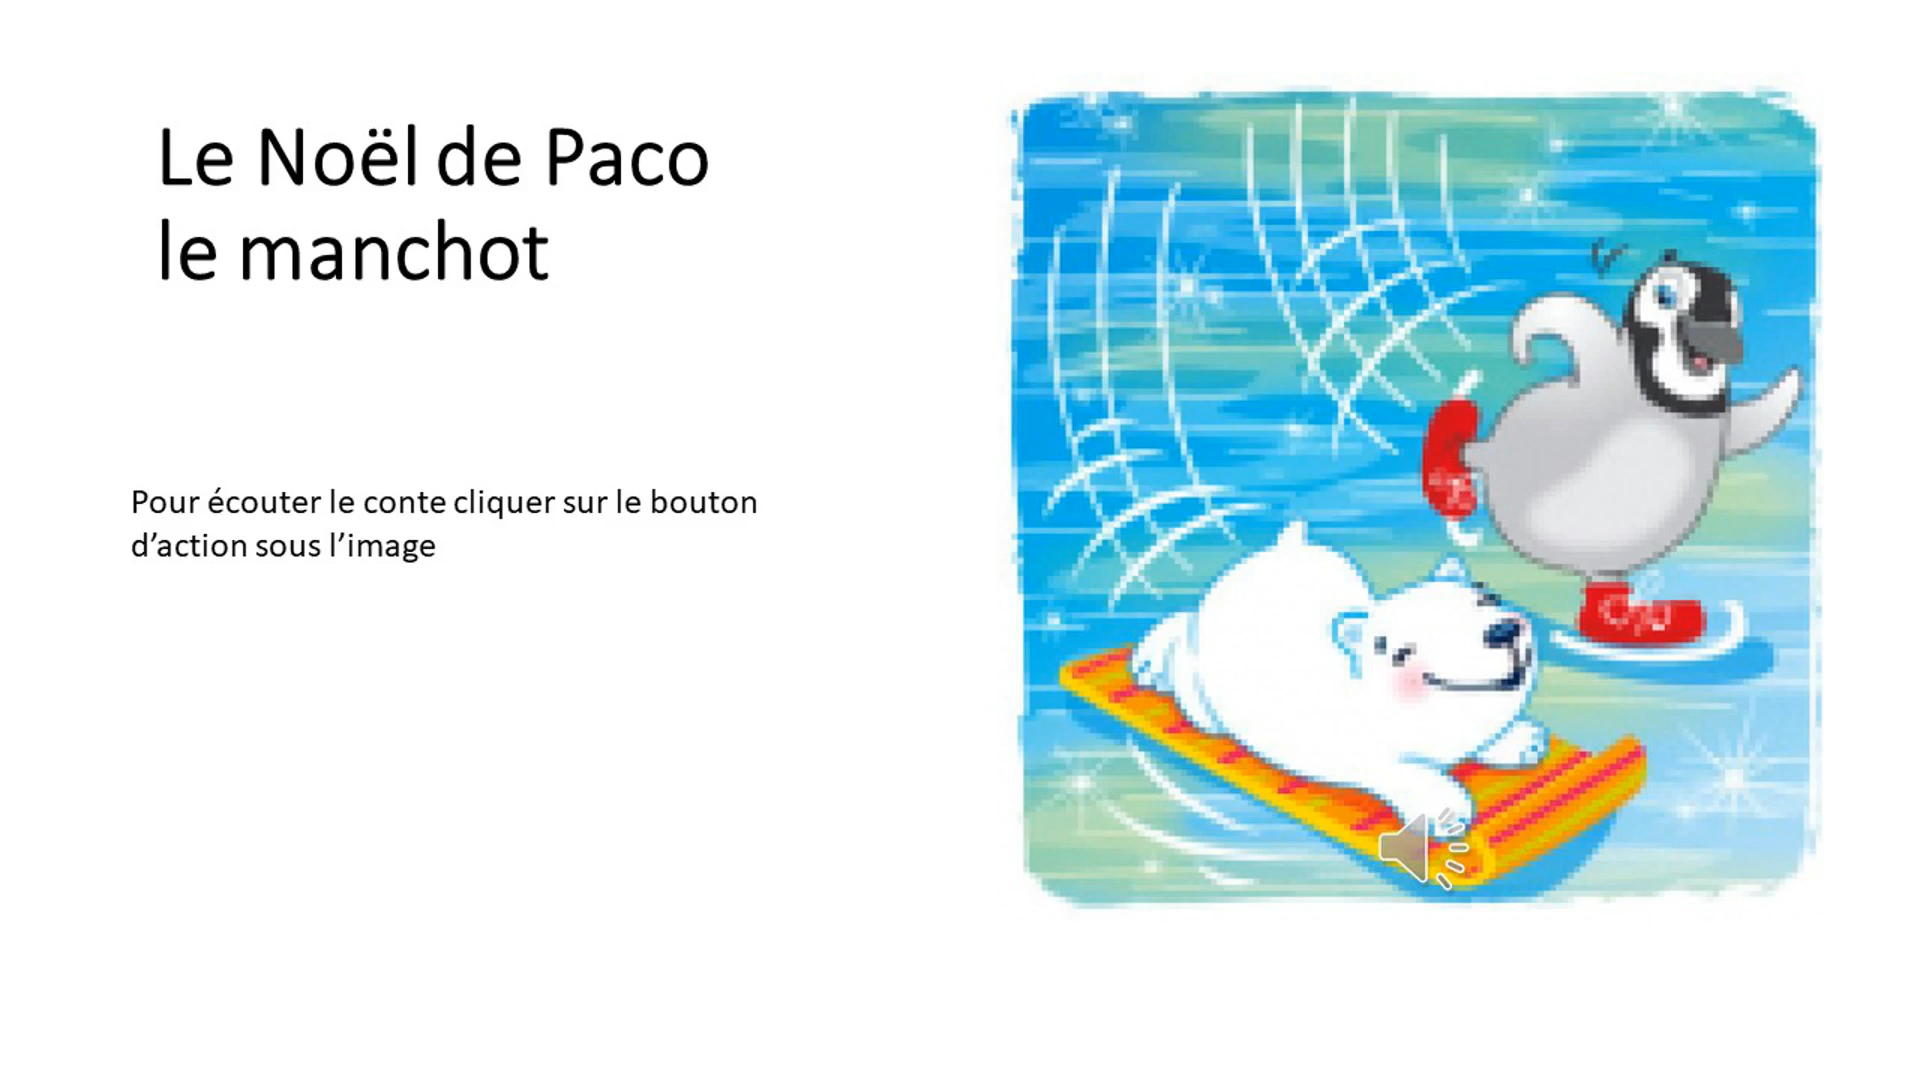 Le Noël de Paco
le manchot
Pour écouter le conte cliquer sur le bouton
d’action sous l’image